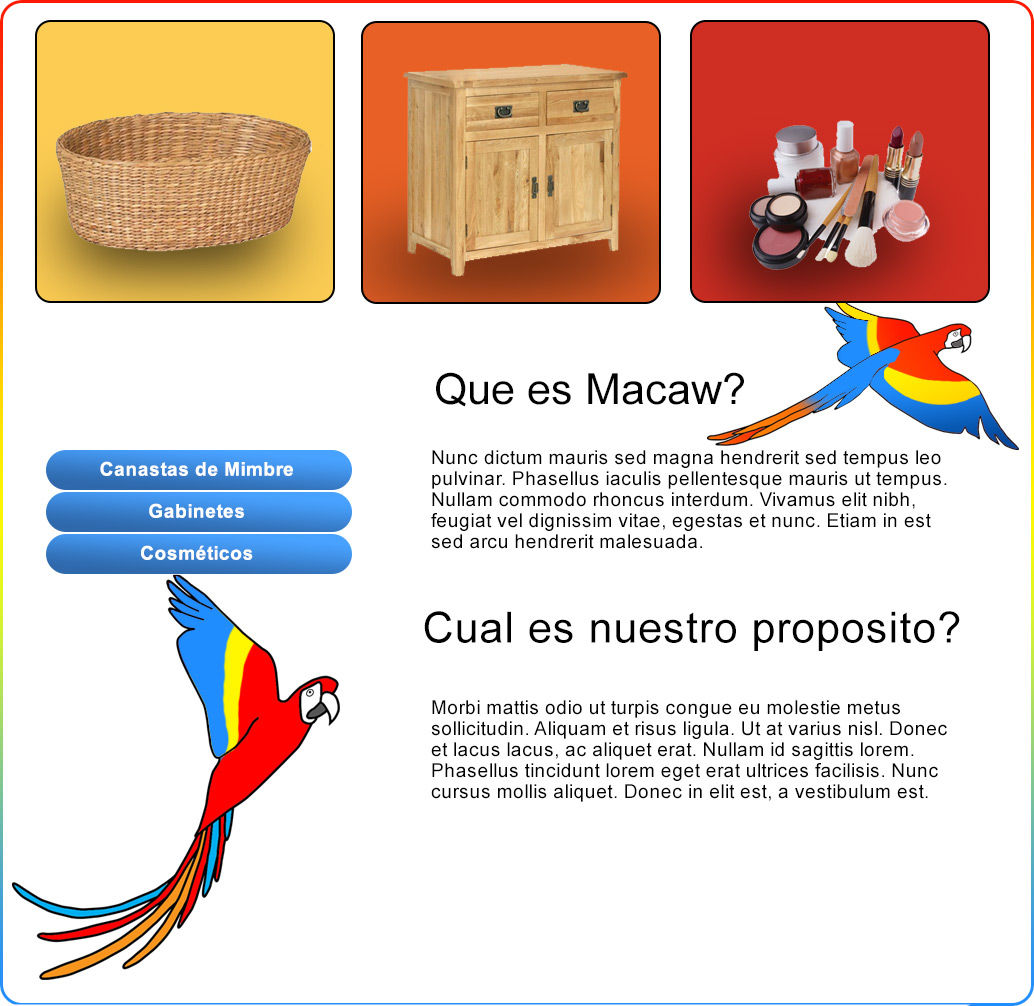 Que es Macaw?
Nunc dictum mauris sed magna hendrerit sed tempus leo
pulvinar. Phasellus iaculis pellentesque mauris ut tempus.
Nullam commodo rhoncus interdum. Vivamus elit nibh,
feugiat vel dignissim vitae, egestas et nunc. Etiam in est
sed arcu hendrerit malesuada.
Canastas de Mimbre
Gabinetes
Cosméticos
Cual es nuestro proposito?
Morbi mattis odio ut turpis congue eu molestie metus
sollicitudin. Aliquam et risus ligula. Ut at varius nisl. Donec
et lacus lacus, ac aliquet erat. Nullam id sagittis lorem.
Phasellus tincidunt lorem eget erat ultrices facilisis. Nunc
cursus mollis aliquet. Donec in elit est, a vestibulum est.